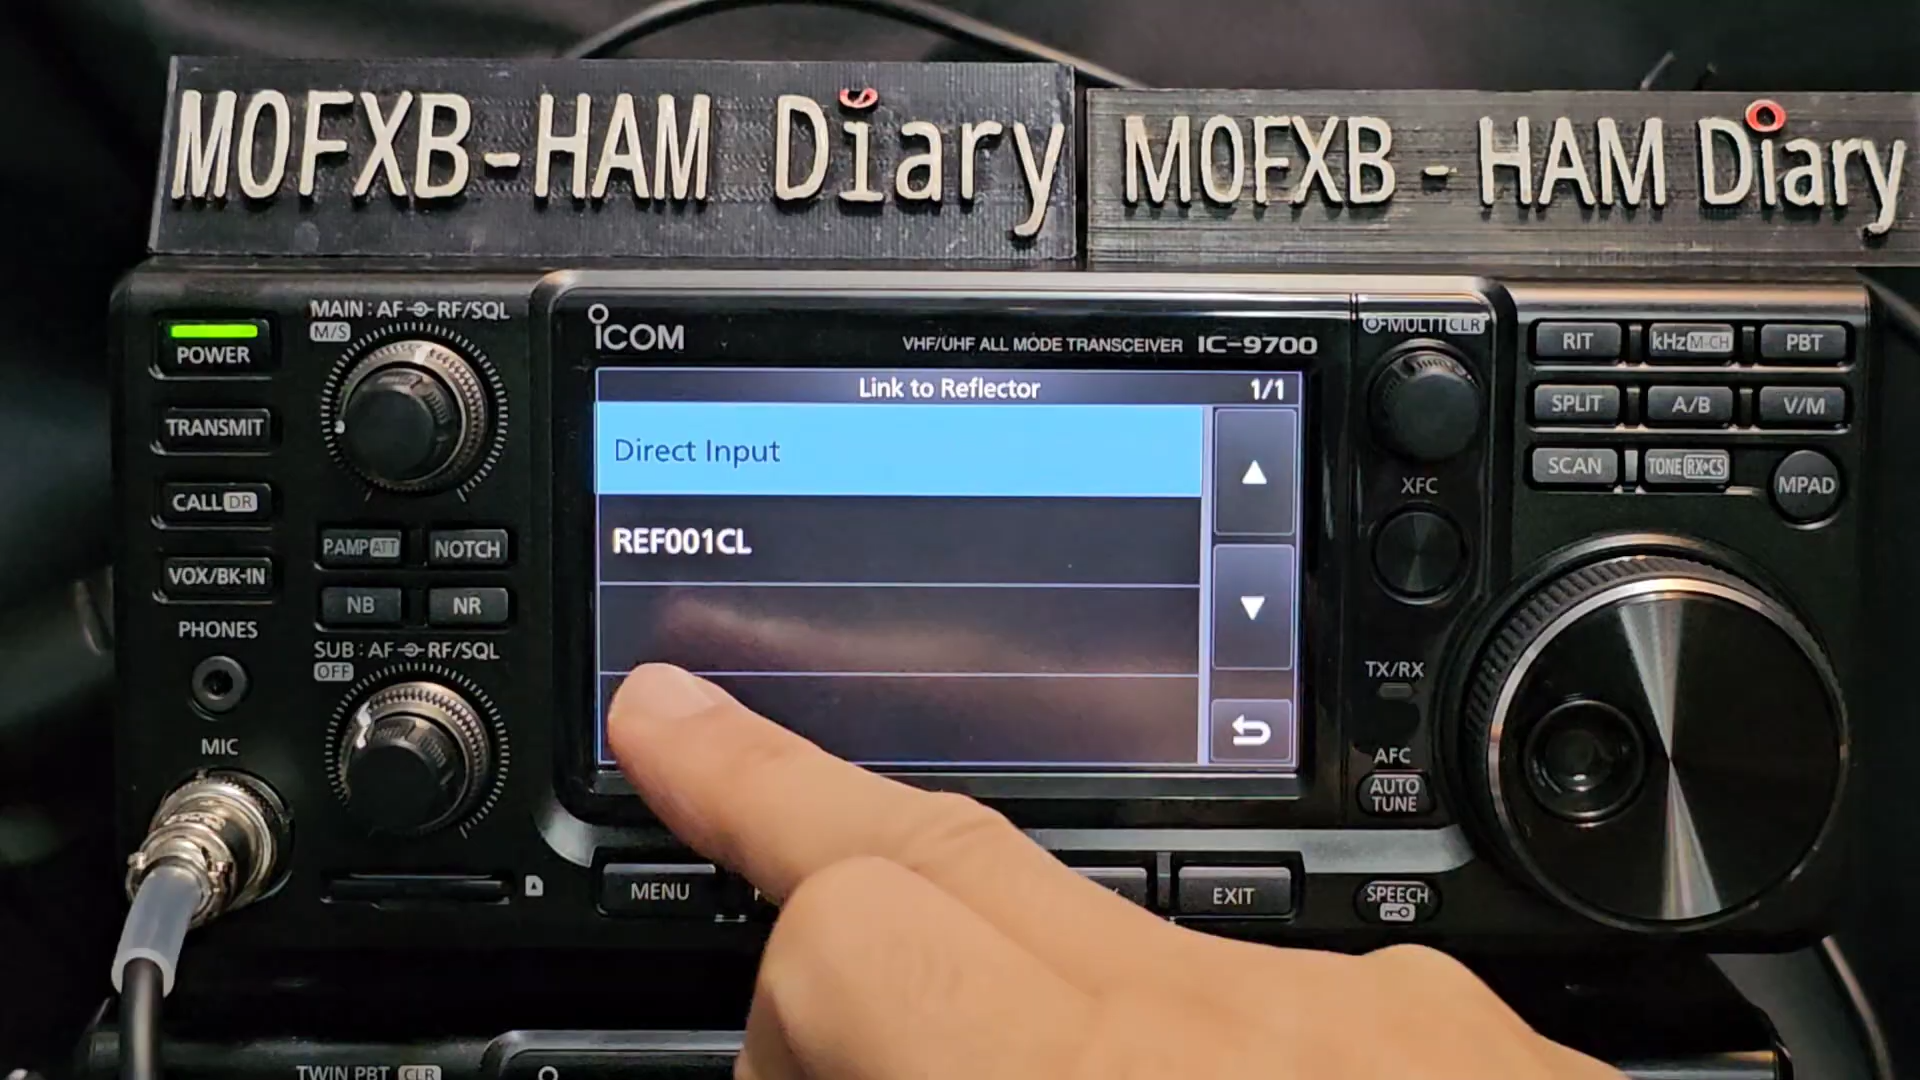 M0FXB-HAM Diary
M0FXB - HAM Diary
ICOM
VHF/UHF ALL MODE TRANSCEIVER IC-9700
POWER
TRANSMIT
CALL DR
VOX/BK-IN
PHONES
MIC
MAIN: AF RF/SQL
M/S
P.AMP ATT
NOTCH
NB
NR
SUB: AF RF/SQL
OFF
Link to Reflector 1/1
Direct Input
REF001CL
MENU
EXIT
MULTI CLR
XFC
TX/RX
AFC
AUTO TUNE
SPEECH
RIT
kHz M-CH
PBT
SPLIT
A/B
V/M
SCAN
TONE RX>CS
MPAD
TWIN PBT CLR